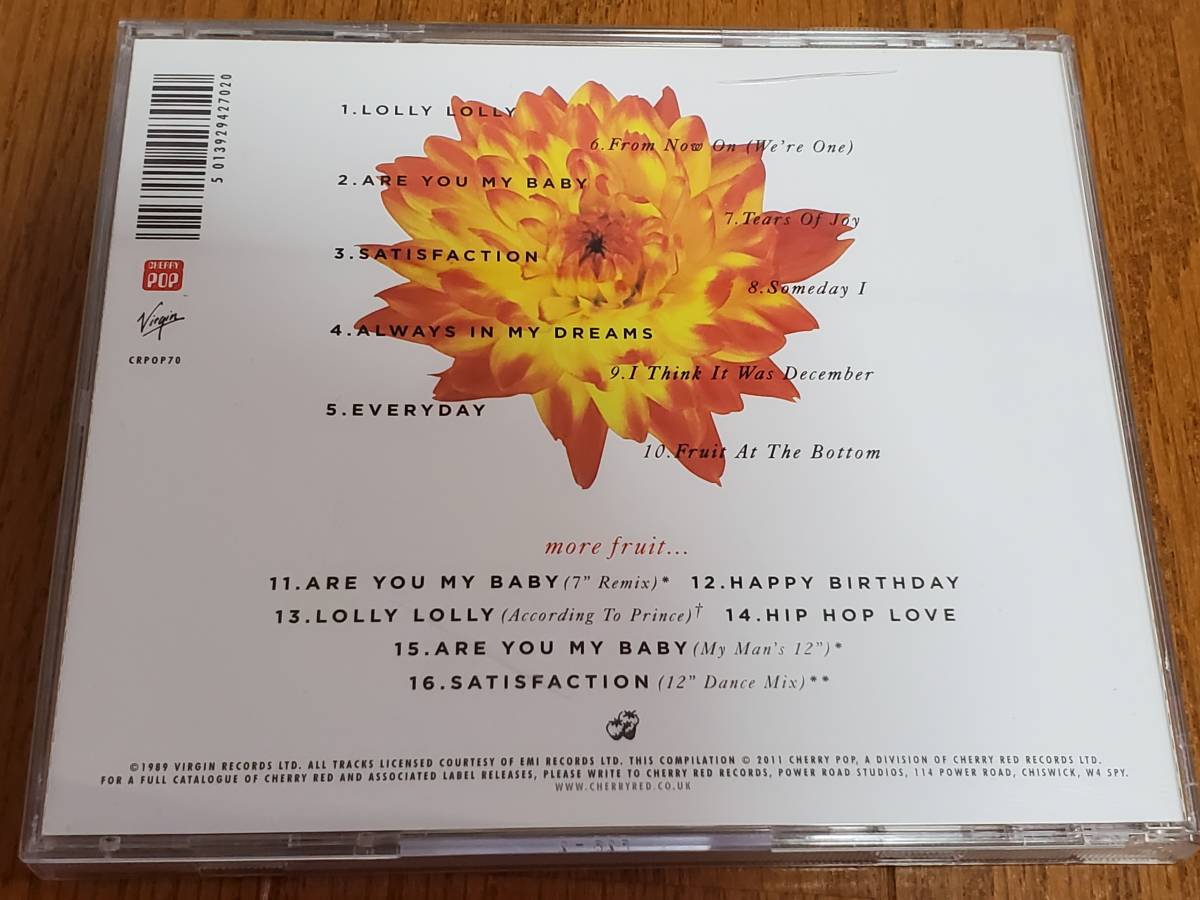 5 013929 427020
CHERRY
POP
Virgin
CRPOP70
1.LOLLY LOLLY
2.ARE YOU MY BABY
3.SATISFACTION
4.ALWAYS IN MY DREAMS
5.EVERYDAY
6.From Now On (We're One)
7.Tears Of Joy
8.Someday I
9.I Think It Was December
10.Fruit At The Bottom
more fruit...
11.ARE YOU MY BABY (7" Remix)* 12.HAPPY BIRTHDAY
13.LOLLY LOLLY (According To Prince)† 14.HIP HOP LOVE
15.ARE YOU MY BABY (My Man's 12")*
16.SATISFACTION (12" Dance Mix)**
©1989 VIRGIN RECORDS LTD. ALL TRACKS LICENSED COURTESY OF EMI RECORDS LTD. THIS COMPILATION © 2011 CHERRY POP, A DIVISION OF CHERRY RED RECORDS LTD.
FOR A FULL CATALOGUE OF CHERRY RED AND ASSOCIATED LABEL RELEASES, PLEASE WRITE TO CHERRY RED RECORDS, POWER ROAD STUDIOS, 114 POWER ROAD, CHISWICK, W4 5PY.
WWW.CHERRYRED.CO.UK